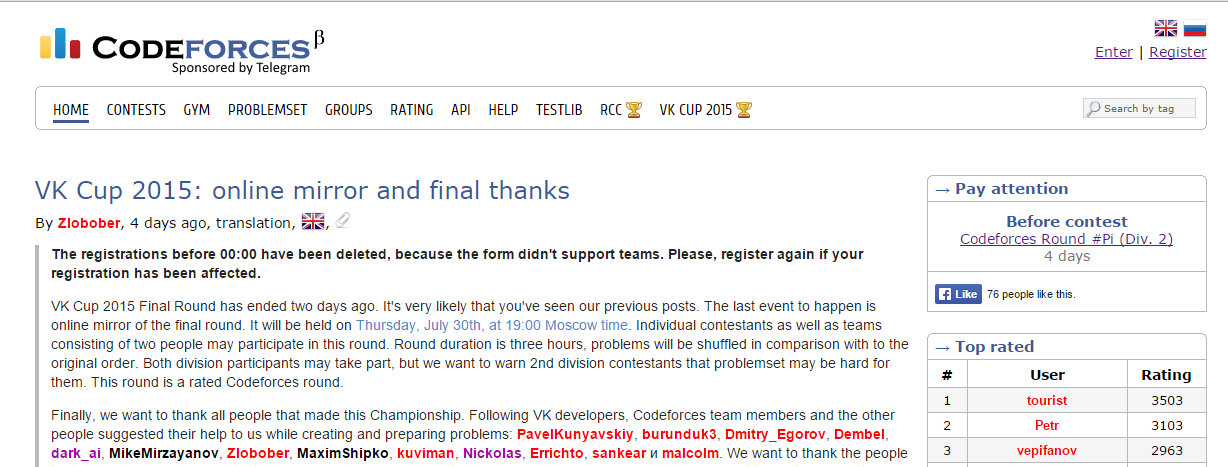 CODEFORCES β
Sponsored by Telegram
Enter | Register
HOME CONTESTS GYM PROBLEMSET GROUPS RATING API HELP TESTLIB RCC VK CUP 2015
Search by tag
VK Cup 2015: online mirror and final thanks
By Zlobober, 4 days ago, translation, ,
The registrations before 00:00 have been deleted, because the form didn't support teams. Please, register again if your
registration has been affected.
VK Cup 2015 Final Round has ended two days ago. It's very likely that you've seen our previous posts. The last event to happen is
online mirror of the final round. It will be held on Thursday, July 30th, at 19:00 Moscow time. Individual contestants as well as teams
consisting of two people may participate in this round. Round duration is three hours, problems will be shuffled in comparison with to the
original order. Both division participants may take part, but we want to warn 2nd division contestants that problemset may be hard for
them. This round is a rated Codeforces round.
Finally, we want to thank all people that made this Championship. Following VK developers, Codeforces team members and the other
people suggested their help to us while creating and preparing problems: PavelKunyavskiy, burunduk3, Dmitry_Egorov, Dembel,
dark_ai, MikeMirzayanov, Zlobober, MaximShipko, kuviman, Nickolas, Errichto, sankear и malcolm. We want to thank the people
→ Pay attention
Before contest
Codeforces Round #Pi (Div. 2)
4 days
Like 76 people like this.
→ Top rated
# User Rating
1 tourist 3503
2 Petr 3103
3 vepifanov 2963